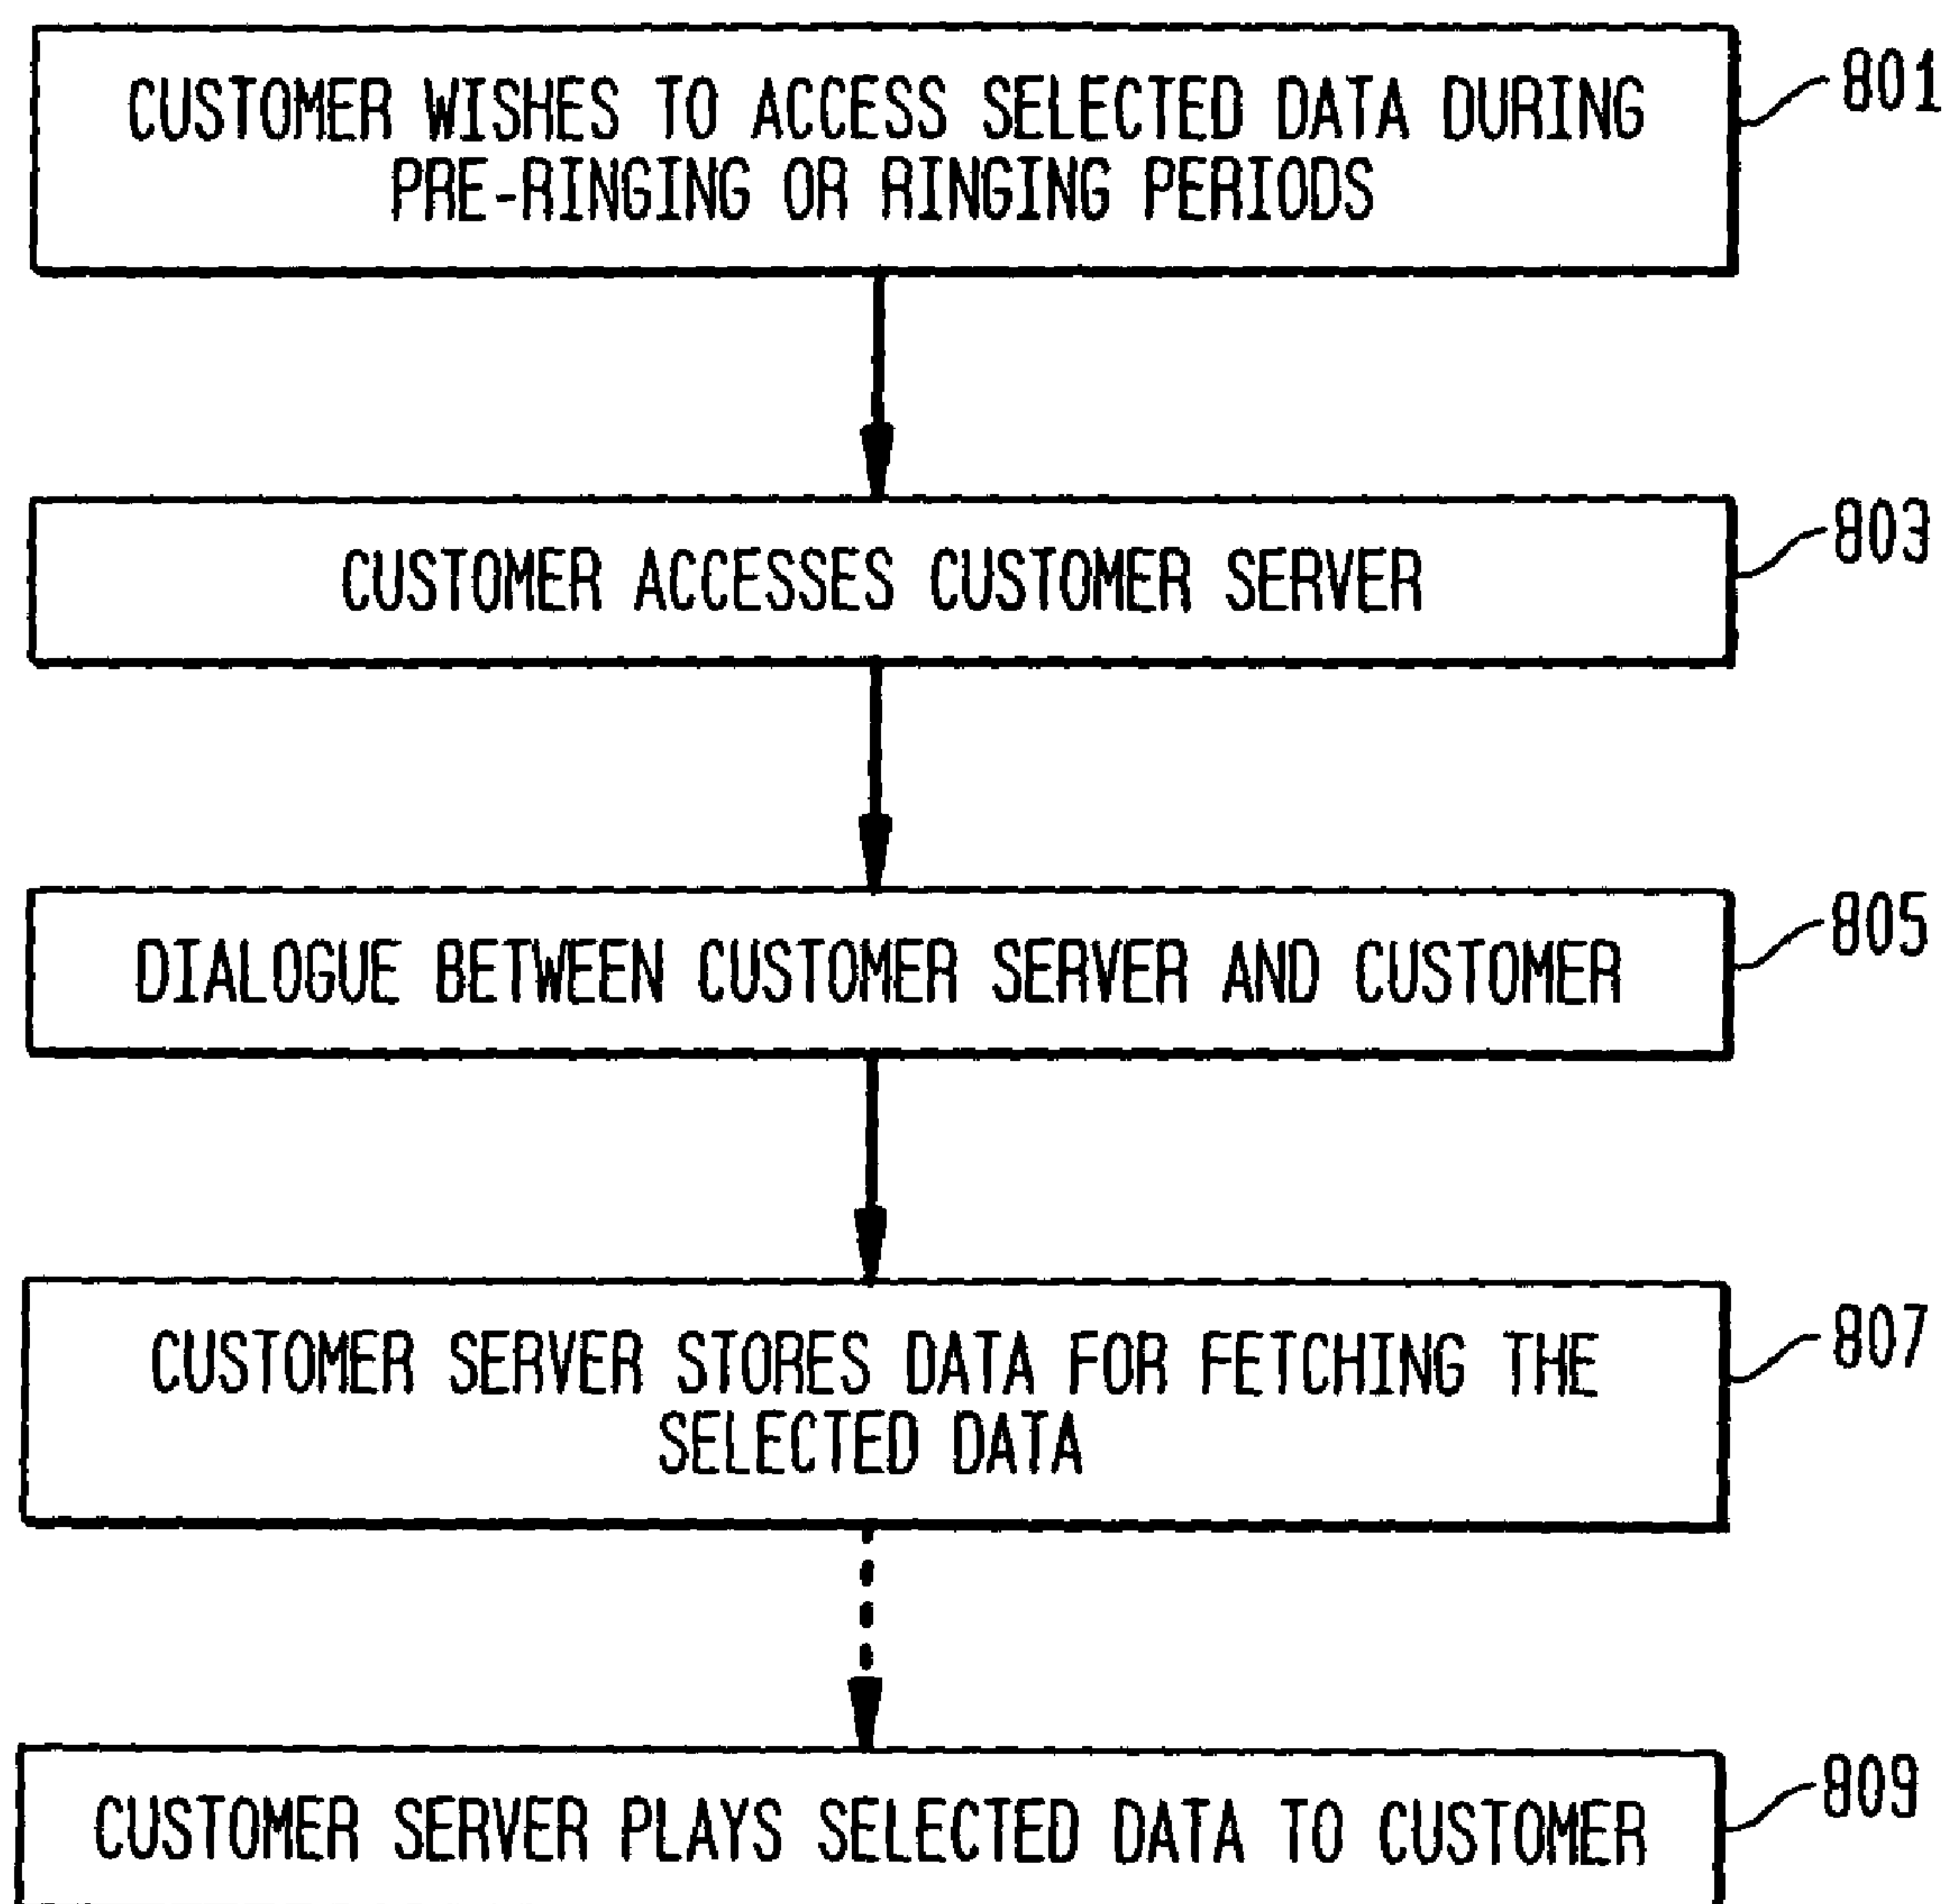 CUSTOMER WISHES TO ACCESS SELECTED DATA DURING
PRE-RINGING OR RINGING PERIODS
801
CUSTOMER ACCESSES CUSTOMER SERVER
803
DIALOGUE BETWEEN CUSTOMER SERVER AND CUSTOMER
805
CUSTOMER SERVER STORES DATA FOR FETCHING THE
SELECTED DATA
807
CUSTOMER SERVER PLAYS SELECTED DATA TO CUSTOMER
809